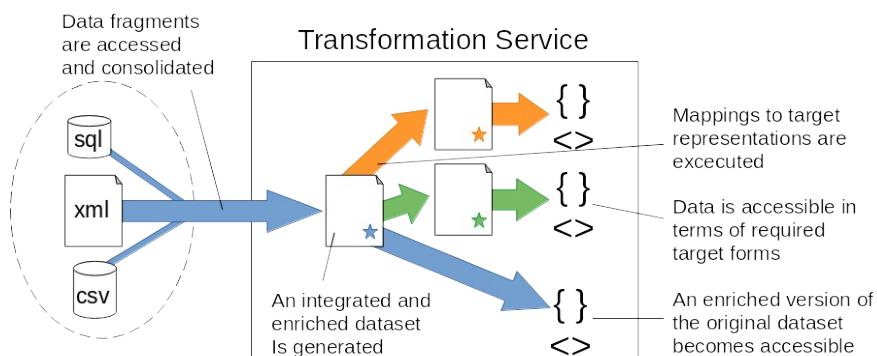 Data fragments
are accessed
and consolidated
Transformation Service
sql
xml
csv
{ }
<>
{ }
<>
{ }
<>
An integrated and
enriched dataset
Is generated
Mappings to target
representations are
excecuted
Data is accessible in
terms of required
target forms
An enriched version of
the original dataset
becomes accessible